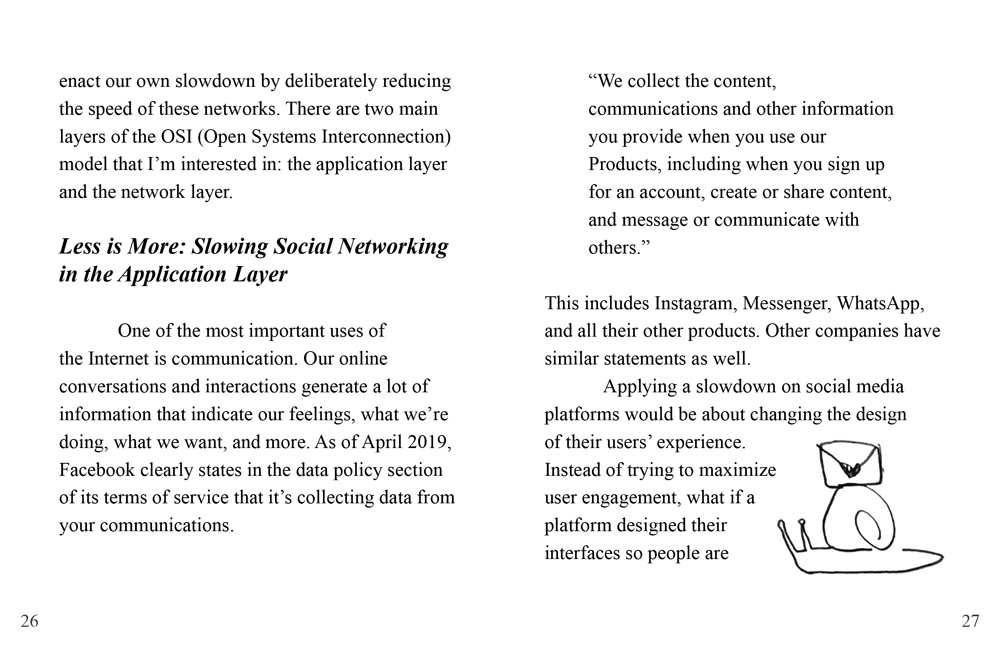 enact our own slowdown by deliberately reducing
the speed of these networks. There are two main
layers of the OSI (Open Systems Interconnection)
model that I’m interested in: the application layer
and the network layer.
Less is More: Slowing Social Networking
in the Application Layer
One of the most important uses of
the Internet is communication. Our online
conversations and interactions generate a lot of
information that indicate our feelings, what we’re
doing, what we want, and more. As of April 2019,
Facebook clearly states in the data policy section
of its terms of service that it’s collecting data from
your communications.
26
“We collect the content,
communications and other information
you provide when you use our
Products, including when you sign up
for an account, create or share content,
and message or communicate with
others.”
This includes Instagram, Messenger, WhatsApp,
and all their other products. Other companies have
similar statements as well.
Applying a slowdown on social media
platforms would be about changing the design
of their users’ experience.
Instead of trying to maximize
user engagement, what if a
platform designed their
interfaces so people are
27